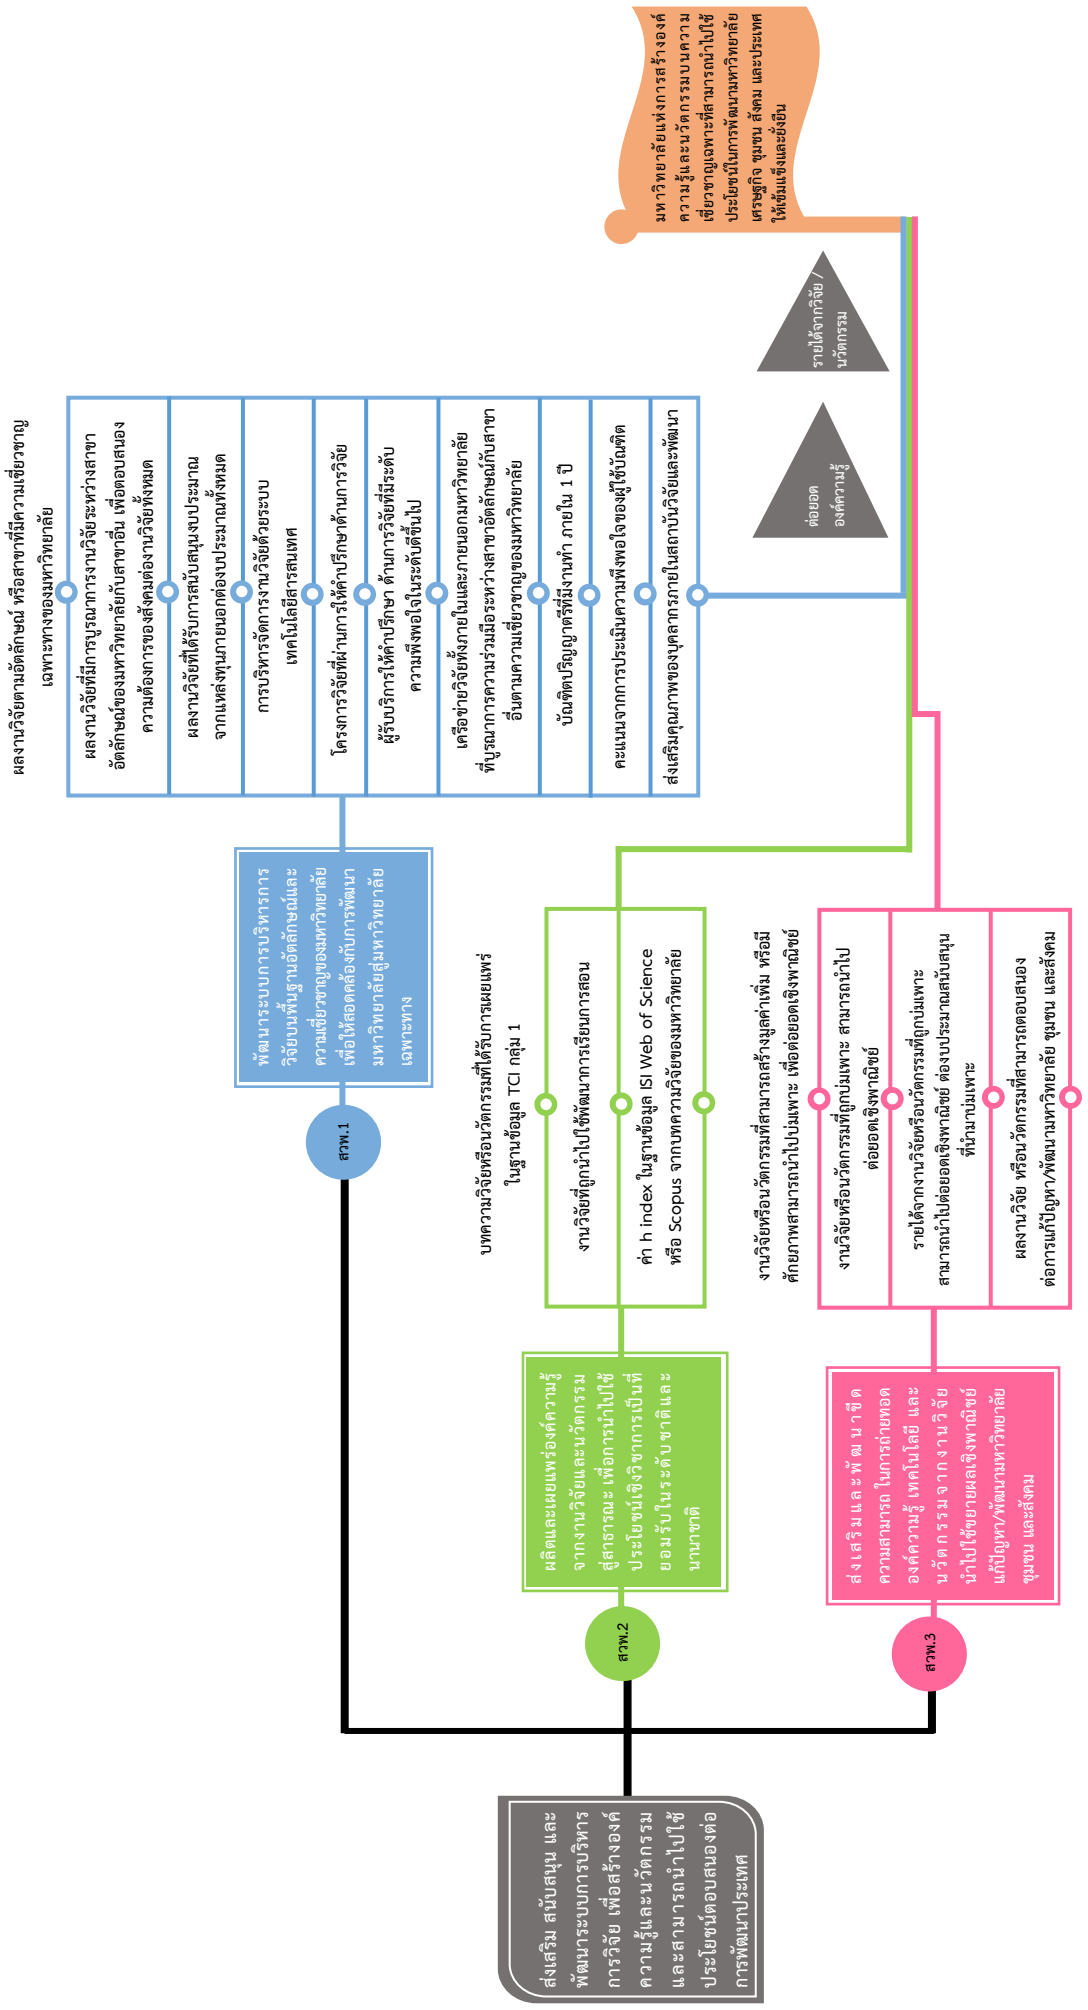 ส่งเสริม สนับสนุน และ
พัฒนาระบบการบริหาร
การวิจัย เพื่อสร้างองค์
ความรู้และนวัตกรรม
และสามารถนำไปใช้
ประโยชน์ตอบสนองต่อ
การพัฒนาประเทศ
สวพ.1
พัฒนาระบบการบริหารการ
วิจัยบนพื้นฐานอัตลักษณ์และ
ความเชี่ยวชาญของมหาวิทยาลัย
เพื่อให้สอดคล้องกับการพัฒนา
มหาวิทยาลัยสู่มหาวิทยาลัย
เฉพาะทาง
ผลงานวิจัยตามอัตลักษณ์ หรือสาขาที่มีความเชี่ยวชาญ
เฉพาะทางของมหาวิทยาลัย
ผลงานวิจัยที่มีการบูรณาการงานวิจัยระหว่างสาขา
อัตลักษณ์ของมหาวิทยาลัยกับสาขาอื่น เพื่อตอบสนอง
ความต้องการของสังคมต่องานวิจัยทั้งหมด
ผลงานวิจัยที่ได้รับการสนับสนุนงบประมาณ
จากแหล่งทุนภายนอกต่องบประมาณทั้งหมด
การบริหารจัดการงานวิจัยด้วยระบบ
เทคโนโลยีสารสนเทศ
โครงการวิจัยที่ผ่านการให้คำปรึกษาด้านการวิจัย
ผู้รับบริการให้คำปรึกษา ด้านการวิจัยที่มีระดับ
ความพึงพอใจในระดับดีขึ้นไป
เครือข่ายวิจัยทั้งภายในและภายนอกมหาวิทยาลัย
ที่บูรณาการความร่วมมือระหว่างสาขาอัตลักษณ์กับสาขา
อื่นตามความเชี่ยวชาญของมหาวิทยาลัย
บัณฑิตปริญญาตรีที่มีงานทำ ภายใน 1 ปี
คะแนนจากการประเมินความพึงพอใจของผู้ใช้บัณฑิต
ส่งเสริมคุณภาพของบุคลากรภายในสถาบันวิจัยและพัฒนา
สวพ.2
ผลิตและเผยแพร่องค์ความรู้
จากงานวิจัยและนวัตกรรม
สู่สาธารณะ เพื่อการนำไปใช้
ประโยชน์เชิงวิชาการเป็นที่
ยอมรับในระดับชาติและ
นานาชาติ
บทความวิจัยหรือนวัตกรรมที่ได้รับการเผยแพร่
ในฐานข้อมูล TCI กลุ่ม 1
งานวิจัยที่ถูกนำไปใช้พัฒนาการเรียนการสอน
ค่า h index ในฐานข้อมูล ISI Web of Science
หรือ Scopus จากบทความวิจัยของมหาวิทยาลัย
สวพ.3
ส่งเสริมและพัฒนาขีด
ความสามารถ ในการถ่ายทอด
องค์ความรู้ เทคโนโลยี และ
นวัตกรรมจากงานวิจัย
นำไปใช้ขยายผลเชิงพาณิชย์
แก้ปัญหา/พัฒนามหาวิทยาลัย
ชุมชน และสังคม
งานวิจัยหรือนวัตกรรมที่สามารถสร้างมูลค่าเพิ่ม หรือมี
ศักยภาพสามารถนำไปบ่มเพาะ เพื่อต่อยอดเชิงพาณิชย์
งานวิจัยหรือนวัตกรรมที่ถูกบ่มเพาะ สามารถนำไป
ต่อยอดเชิงพาณิชย์
รายได้จากงานวิจัยหรือนวัตกรรมที่ถูกบ่มเพาะ
สามารถนำไปต่อยอดเชิงพาณิชย์ ต่องบประมาณสนับสนุน
ที่นำมาบ่มเพาะ
ผลงานวิจัย หรือนวัตกรรมที่สามารถตอบสนอง
ต่อการแก้ปัญหา/พัฒนามหาวิทยาลัย ชุมชน และสังคม
ต่อยอด
องค์ความรู้
รายได้จากวิจัย /
นวัตกรรม
มหาวิทยาลัยแห่งการสร้างองค์
ความรู้และนวัตกรรมบนความ
เชี่ยวชาญเฉพาะที่สามารถนำไปใช้
ประโยชน์ในการพัฒนามหาวิทยาลัย
เศรษฐกิจ ชุมชน สังคม และประเทศ
ให้เข้มแข็งและยั่งยืน